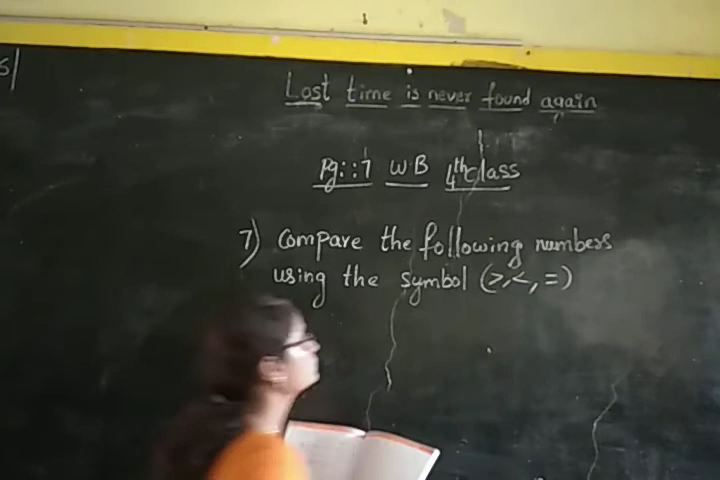 Lost time is never found again
Pg::7 W.B 4th class
7) Compare the following numbers
using the symbol (>,<,=)